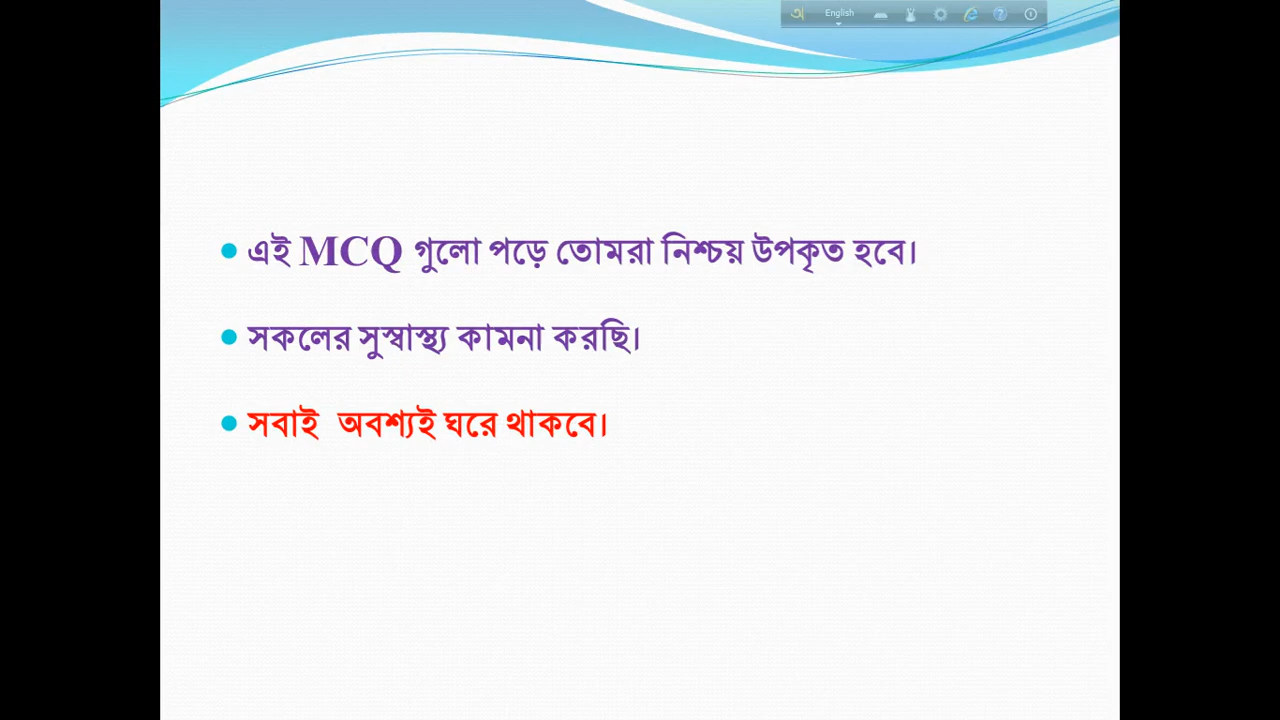 অ English
এই MCQ গুলো পড়ে তোমরা নিশ্চয় উপকৃত হবে।
সকলের সুস্বাস্থ্য কামনা করছি।
সবাই অবশ্যই ঘরে থাকবে।